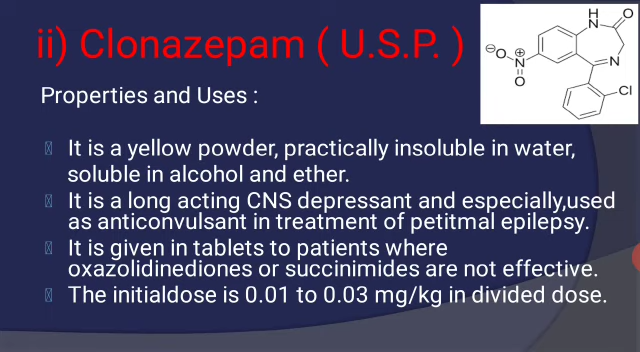 ii) Clonazepam ( U.S.P. )
H
NH
O
N
Cl
⊖O
⊕
N
O
Properties and Uses :
It is a yellow powder, practically insoluble in water,
soluble in alcohol and ether.
It is a long acting CNS depressant and especially,used
as anticonvulsant in treatment of petitmal epilepsy.
It is given in tablets to patients where
oxazolidinediones or succinimides are not effective.
The initialdose is 0.01 to 0.03 mg/kg in divided dose.